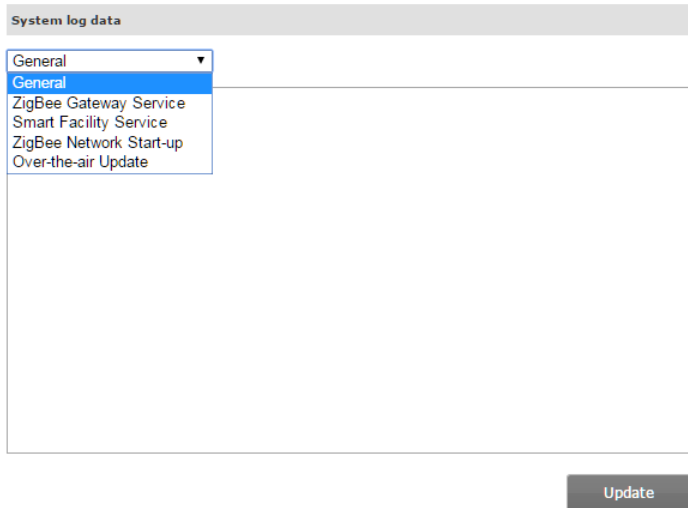 System log data
General
General
ZigBee Gateway Service
Smart Facility Service
ZigBee Network Start-up
Over-the-air Update
Update